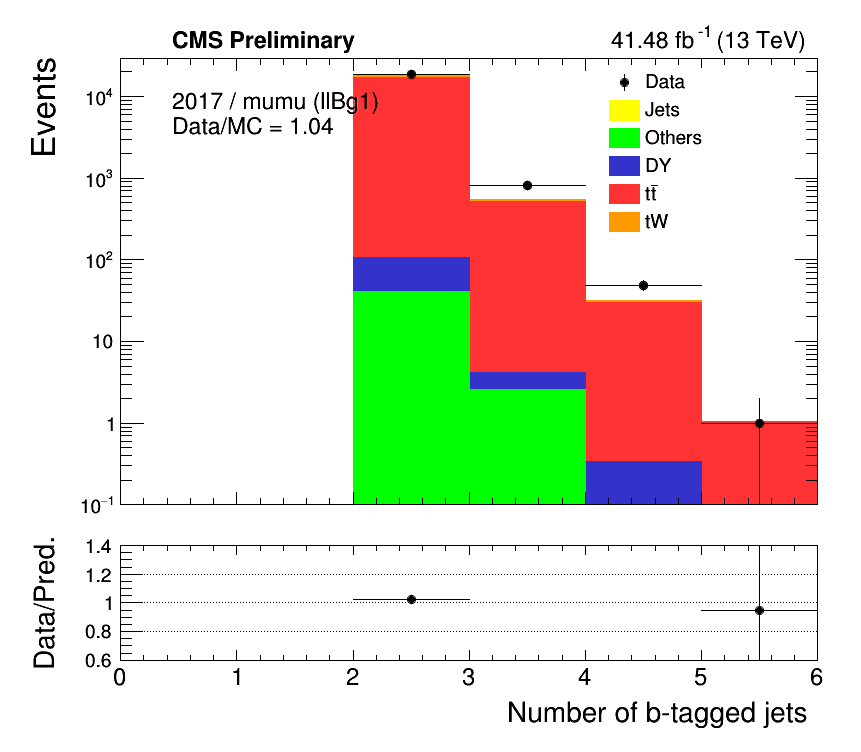 CMS Preliminary
41.48 fb⁻¹ (13 TeV)
Events
2017 / mumu (llBg1)
Data/MC = 1.04
Data
Jets
Others
DY
tt̄
tW
10⁴
10³
10²
10
1
10⁻¹
Data/Pred.
1.4
1.2
1
0.8
0.6
0 1 2 3 4 5 6
Number of b-tagged jets